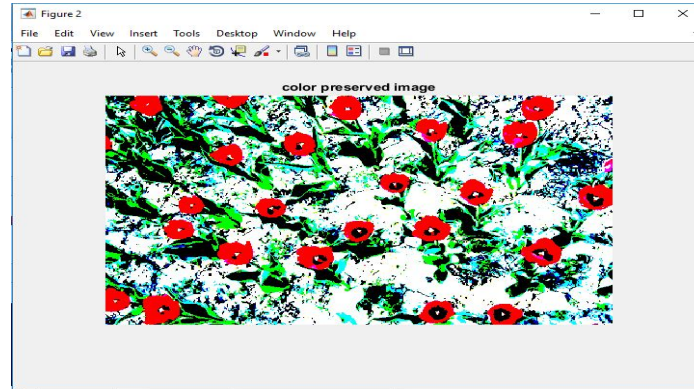 Figure 2
File Edit View Insert Tools Desktop Window Help
color preserved image